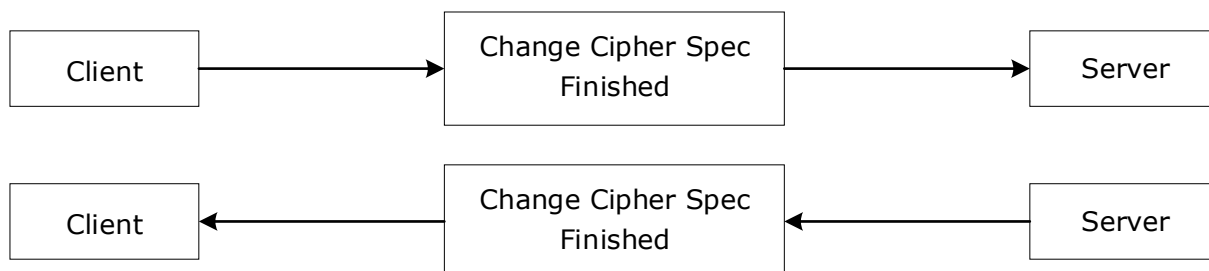 Client
Change Cipher Spec
Finished
Server
Client
Change Cipher Spec
Finished
Server